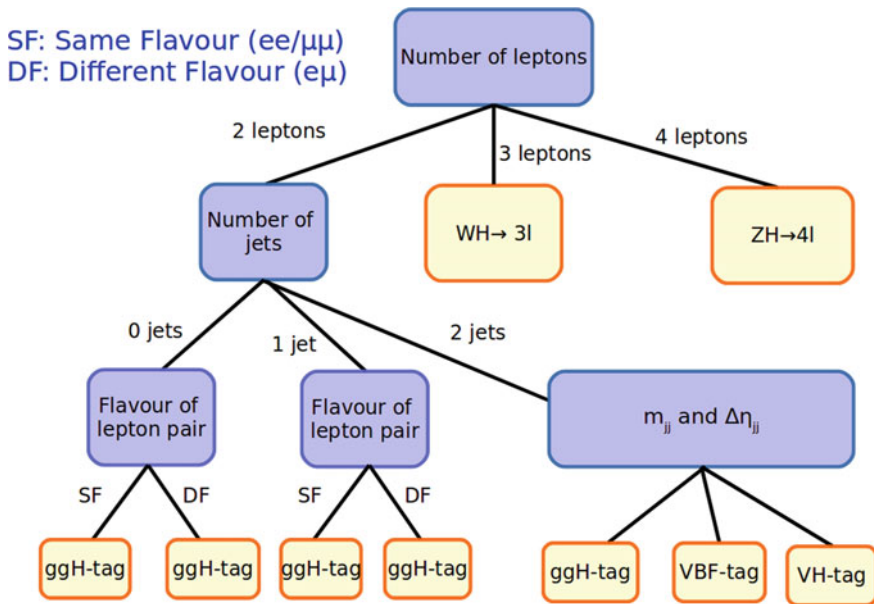 SF: Same Flavour (ee/μμ)
DF: Different Flavour (eμ)
Number of leptons
2 leptons
3 leptons
4 leptons
Number of
jets
WH→ 3l
ZH→4l
0 jets
1 jet
2 jets
Flavour of
lepton pair
Flavour of
lepton pair
m_jj and Δη_jj
SF
DF
SF
DF
ggH-tag
ggH-tag
ggH-tag
ggH-tag
ggH-tag
VBF-tag
VH-tag